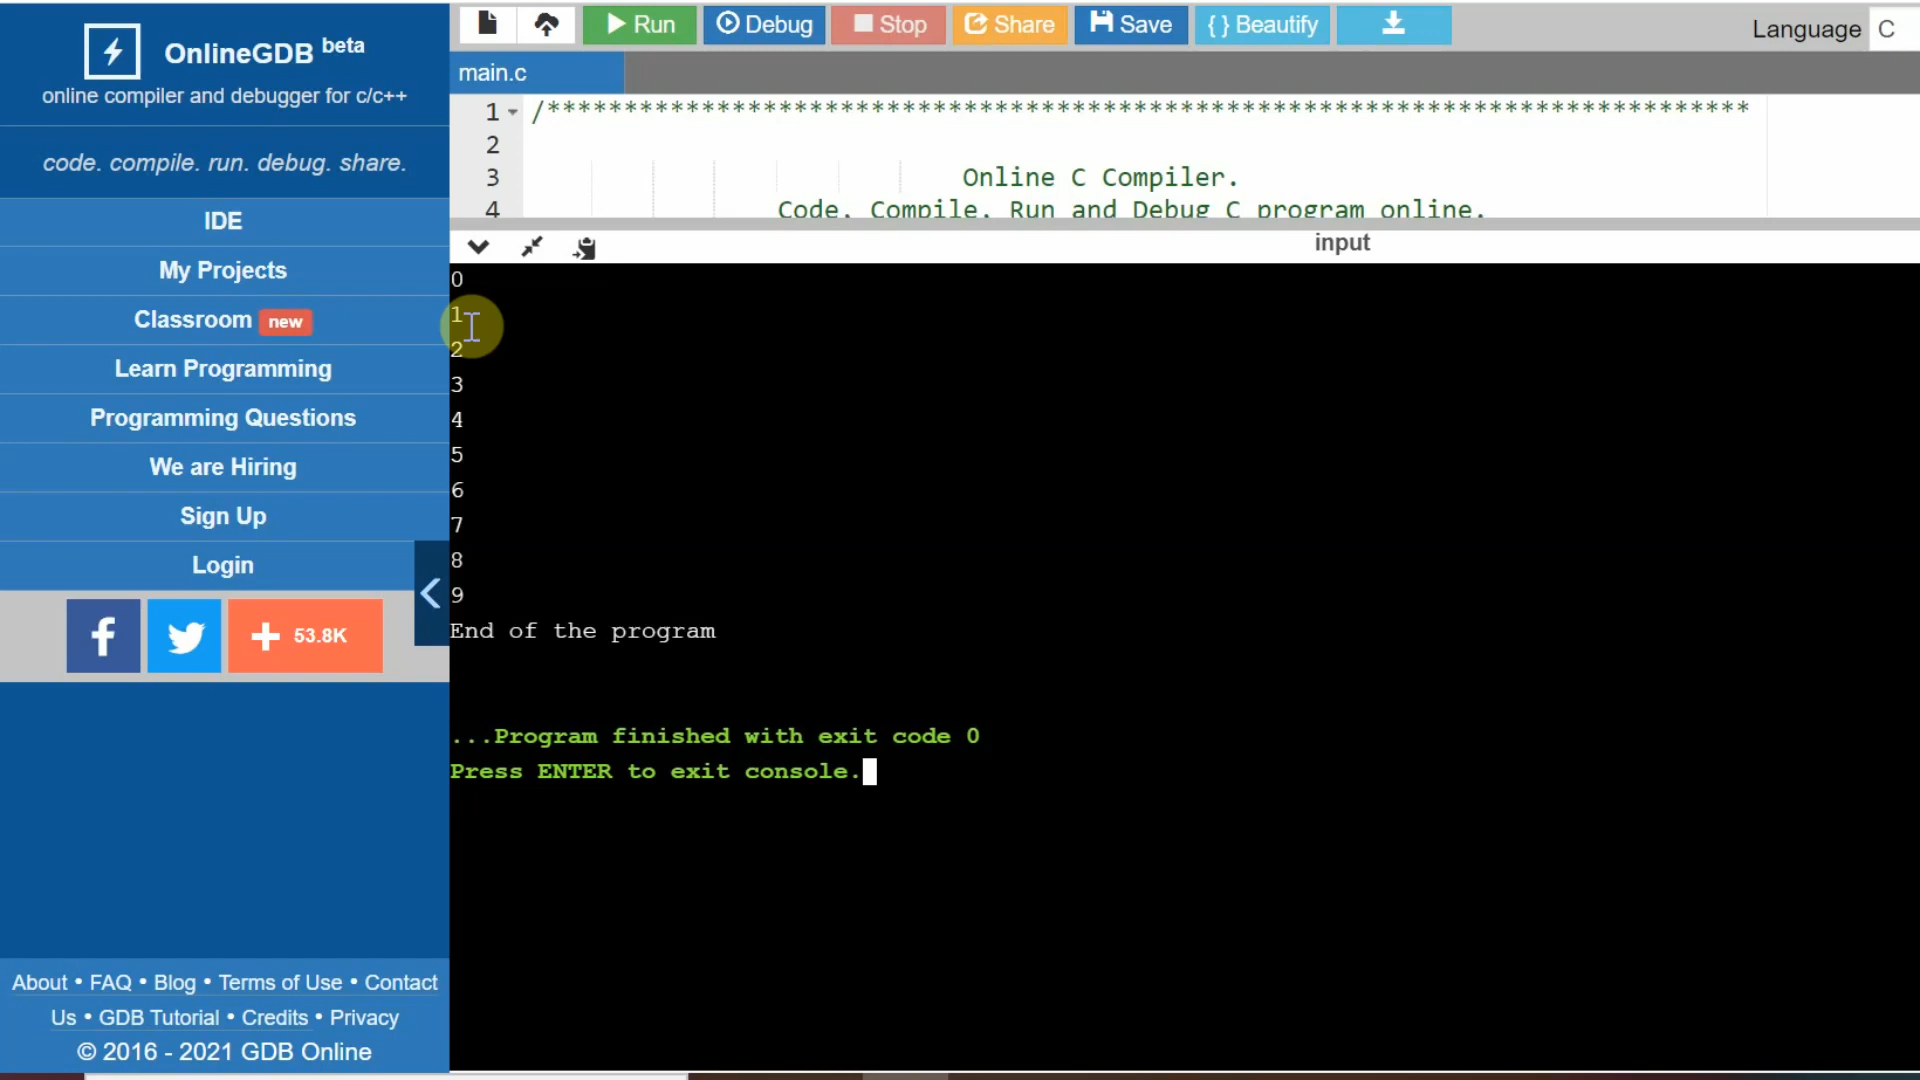 OnlineGDB beta
online compiler and debugger for c/c++
code. compile. run. debug. share.
IDE
My Projects
Classroom new
Learn Programming
Programming Questions
We are Hiring
Sign Up
Login
53.8K
About • FAQ • Blog • Terms of Use • Contact
Us • GDB Tutorial • Credits • Privacy
© 2016 - 2021 GDB Online
Run Debug Stop Share Save { } Beautify
Language C
main.c
1 /******************************************************************************
2
3 Online C Compiler.
4 Code, Compile, Run and Debug C program online.
input
0
1
2
3
4
5
6
7
8
9
End of the program
...Program finished with exit code 0
Press ENTER to exit console.